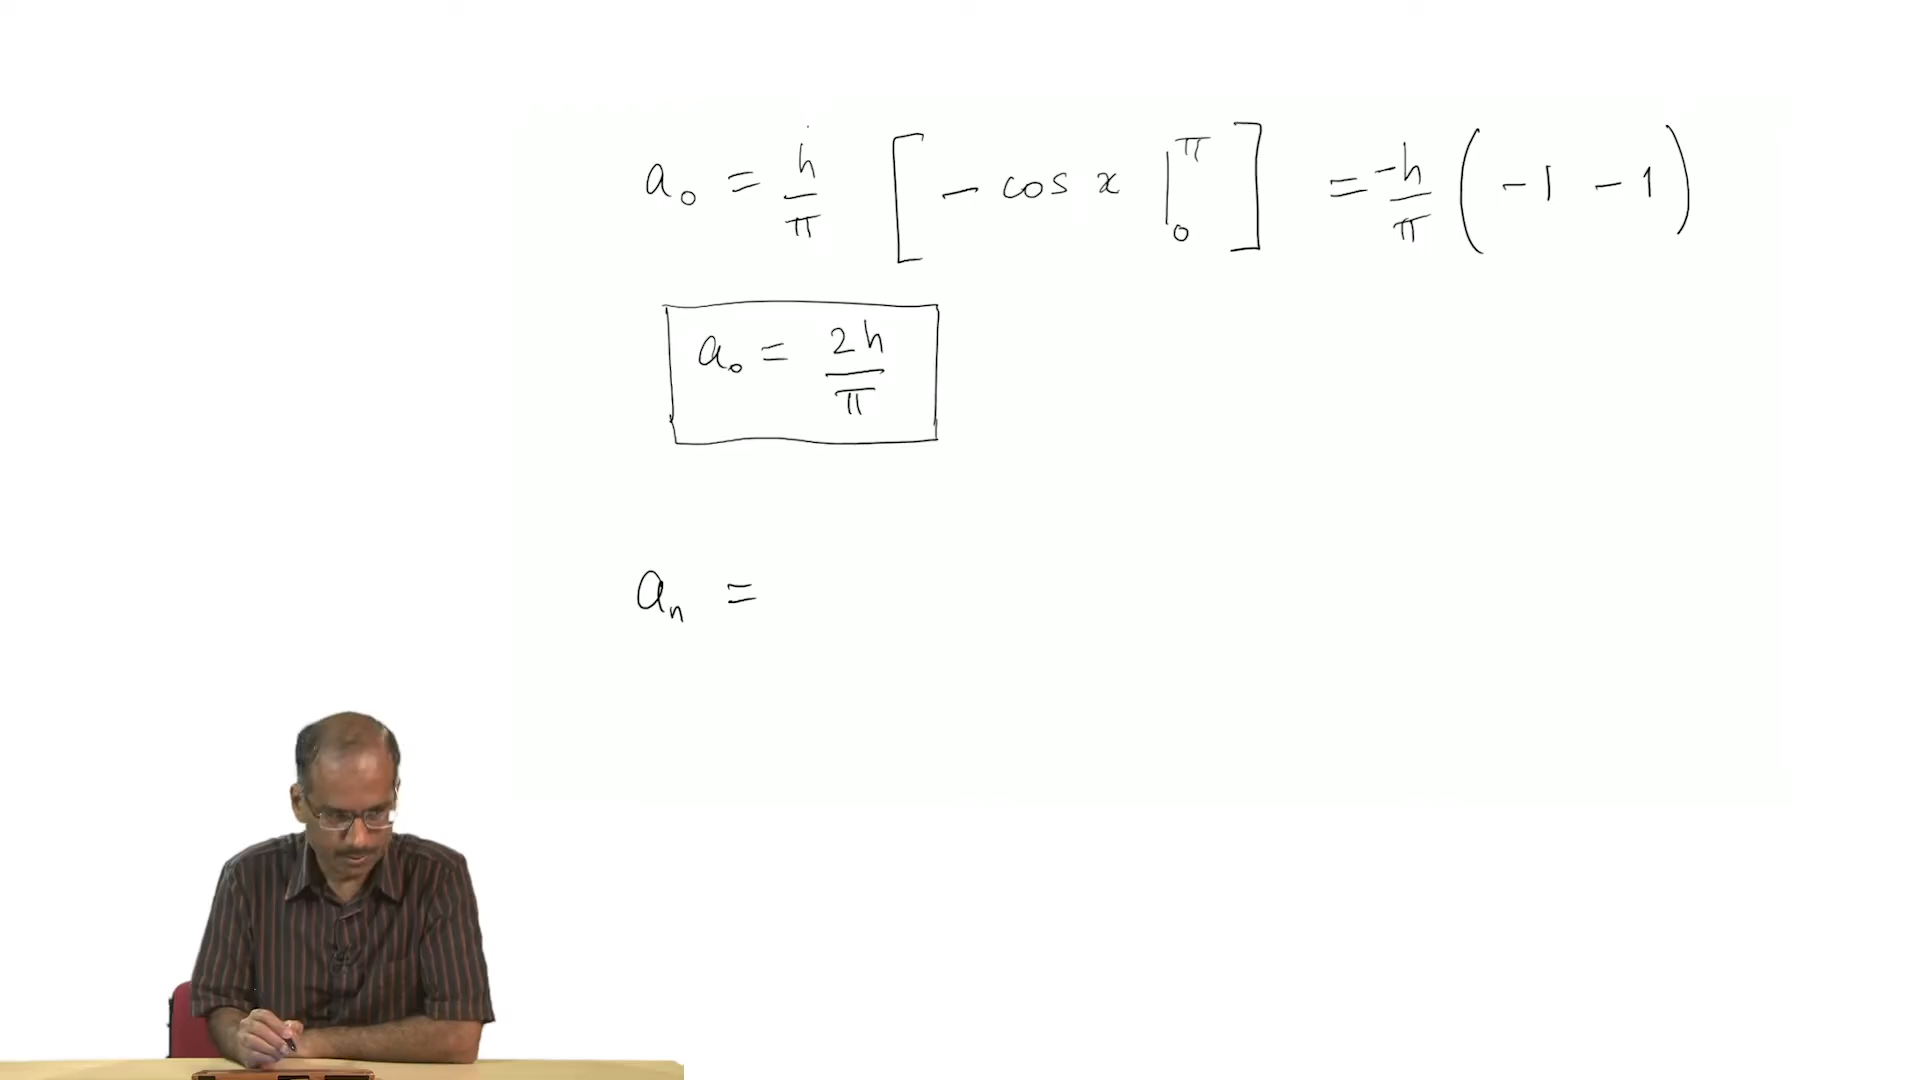 a₀ = h/π [ - cos x |₀^π ] = -h/π ( -1 - 1 )
a₀ = 2h/π
aₙ =